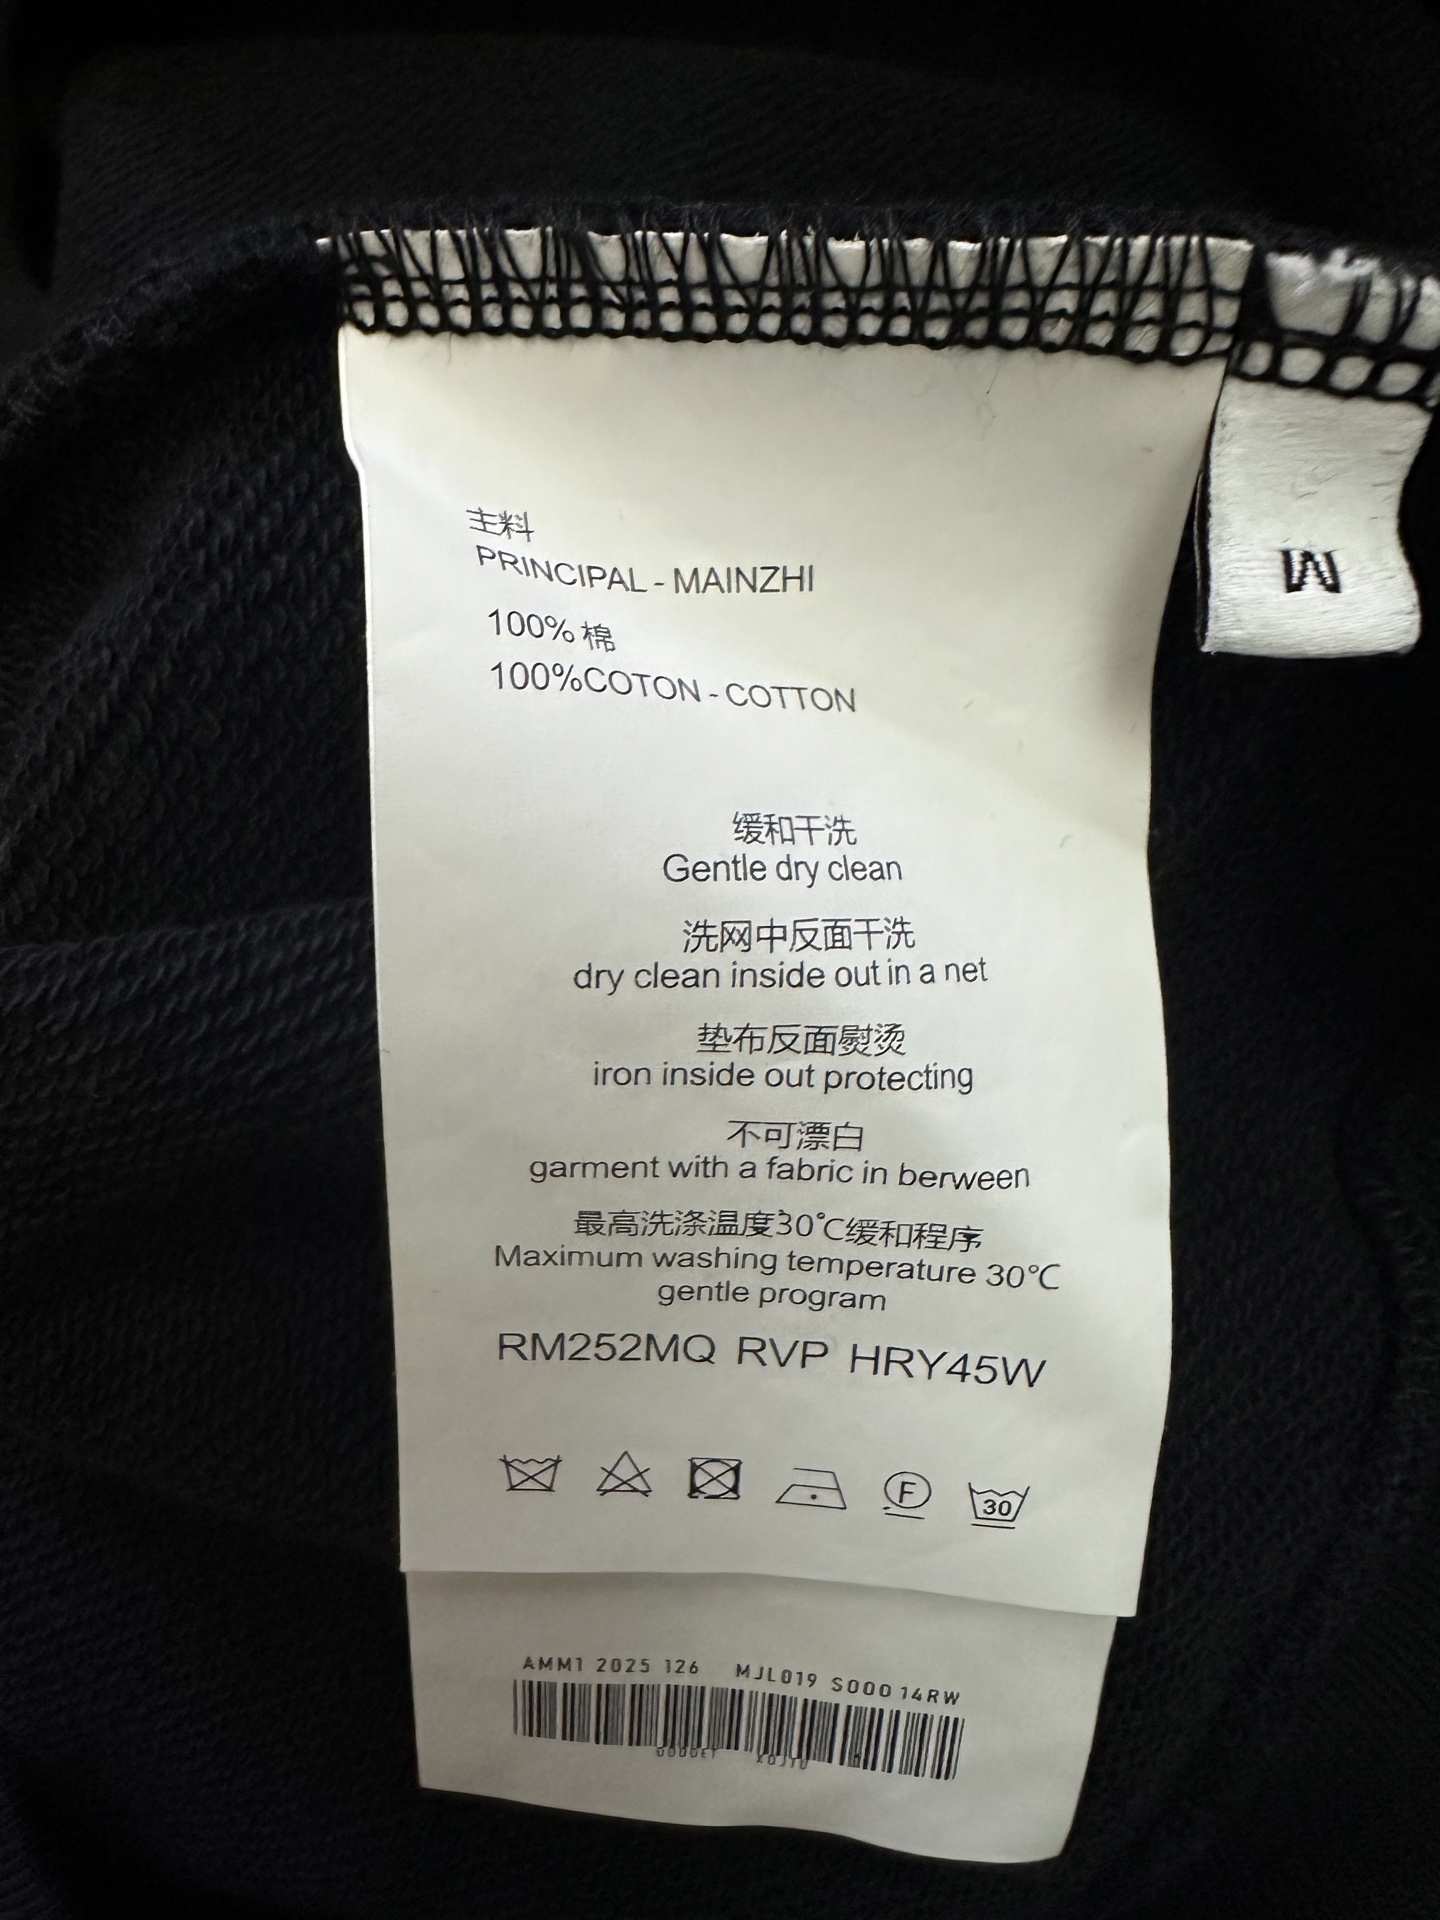 主料
PRINCIPAL - MAINZHI
100% 棉
100%COTON - COTTON
M
缓和干洗
Gentle dry clean
洗网中反面干洗
dry clean inside out in a net
垫布反面熨烫
iron inside out protecting
不可漂白
garment with a fabric in berween
最高洗涤温度30°C缓和程序
Maximum washing temperature 30°C
gentle program
RM252MQ RVP HRY45W
F
30
AMM1 2025 126 MJL019 S000 14RW